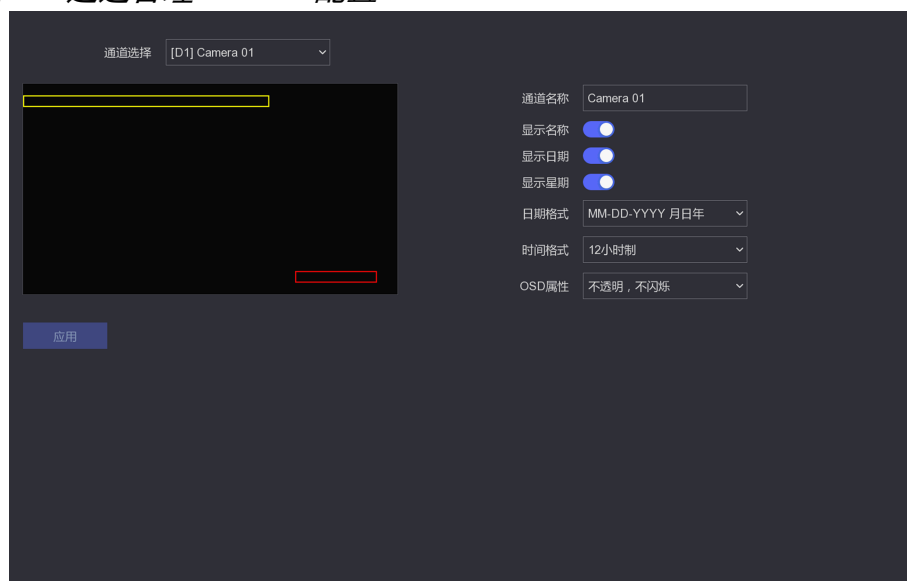 通道选择 [D1] Camera 01
通道名称 Camera 01
显示名称
显示日期
显示星期
日期格式 MM-DD-YYYY 月日年
时间格式 12小时制
OSD属性 不透明，不闪烁
应用